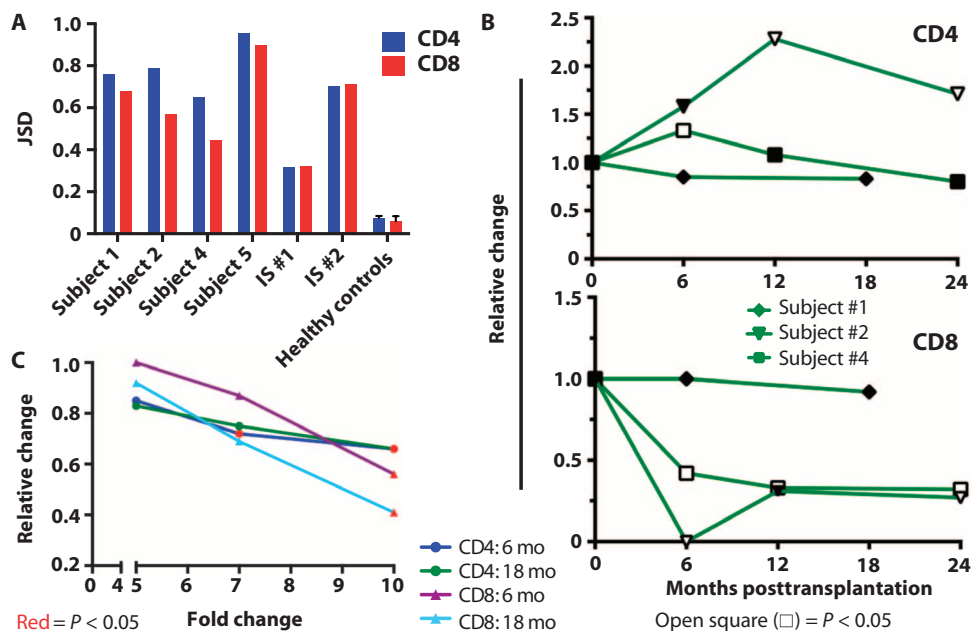 A
1.0
0.8
0.6
0.4
0.2
0
JSD
CD4
CD8
Subject 1
Subject 2
Subject 4
Subject 5
IS #1
IS #2
Healthy controls
B
CD4
2.5
2.0
1.5
1.0
0.5
0
0
6
12
18
24
Relative change
1.5
1.0
0.5
0
Subject #1
Subject #2
Subject #4
CD8
0
6
12
18
24
Months posttransplantation
Open square (□) = P < 0.05
C
1.0
0.8
0.6
0.4
0.2
Relative change
0
4
5
6
7
8
9
10
Fold change
Red = P < 0.05
CD4: 6 mo
CD4: 18 mo
CD8: 6 mo
CD8: 18 mo